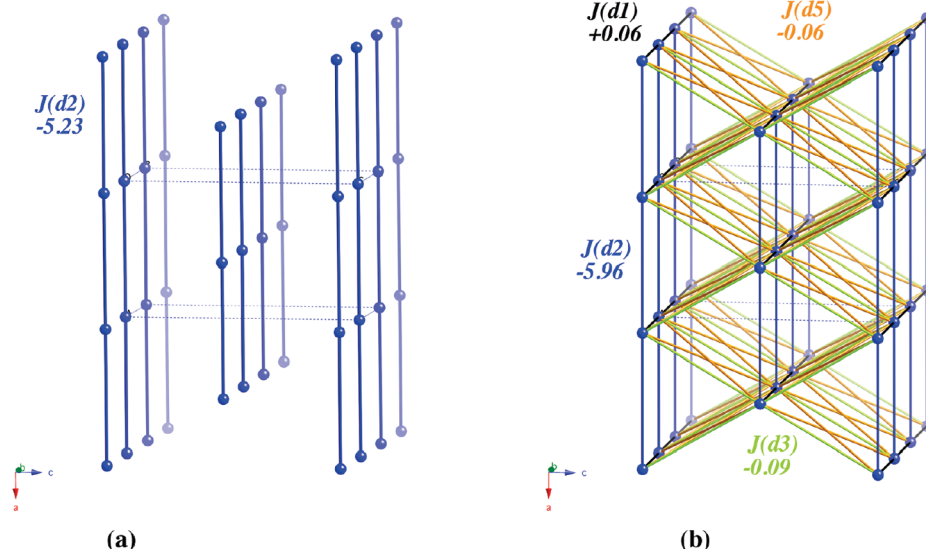 J(d1)
+0.06
J(d5)
-0.06
J(d2)
-5.23
J(d2)
-5.96
J(d3)
-0.09
b
c
a
b
c
a
(a)
(b)